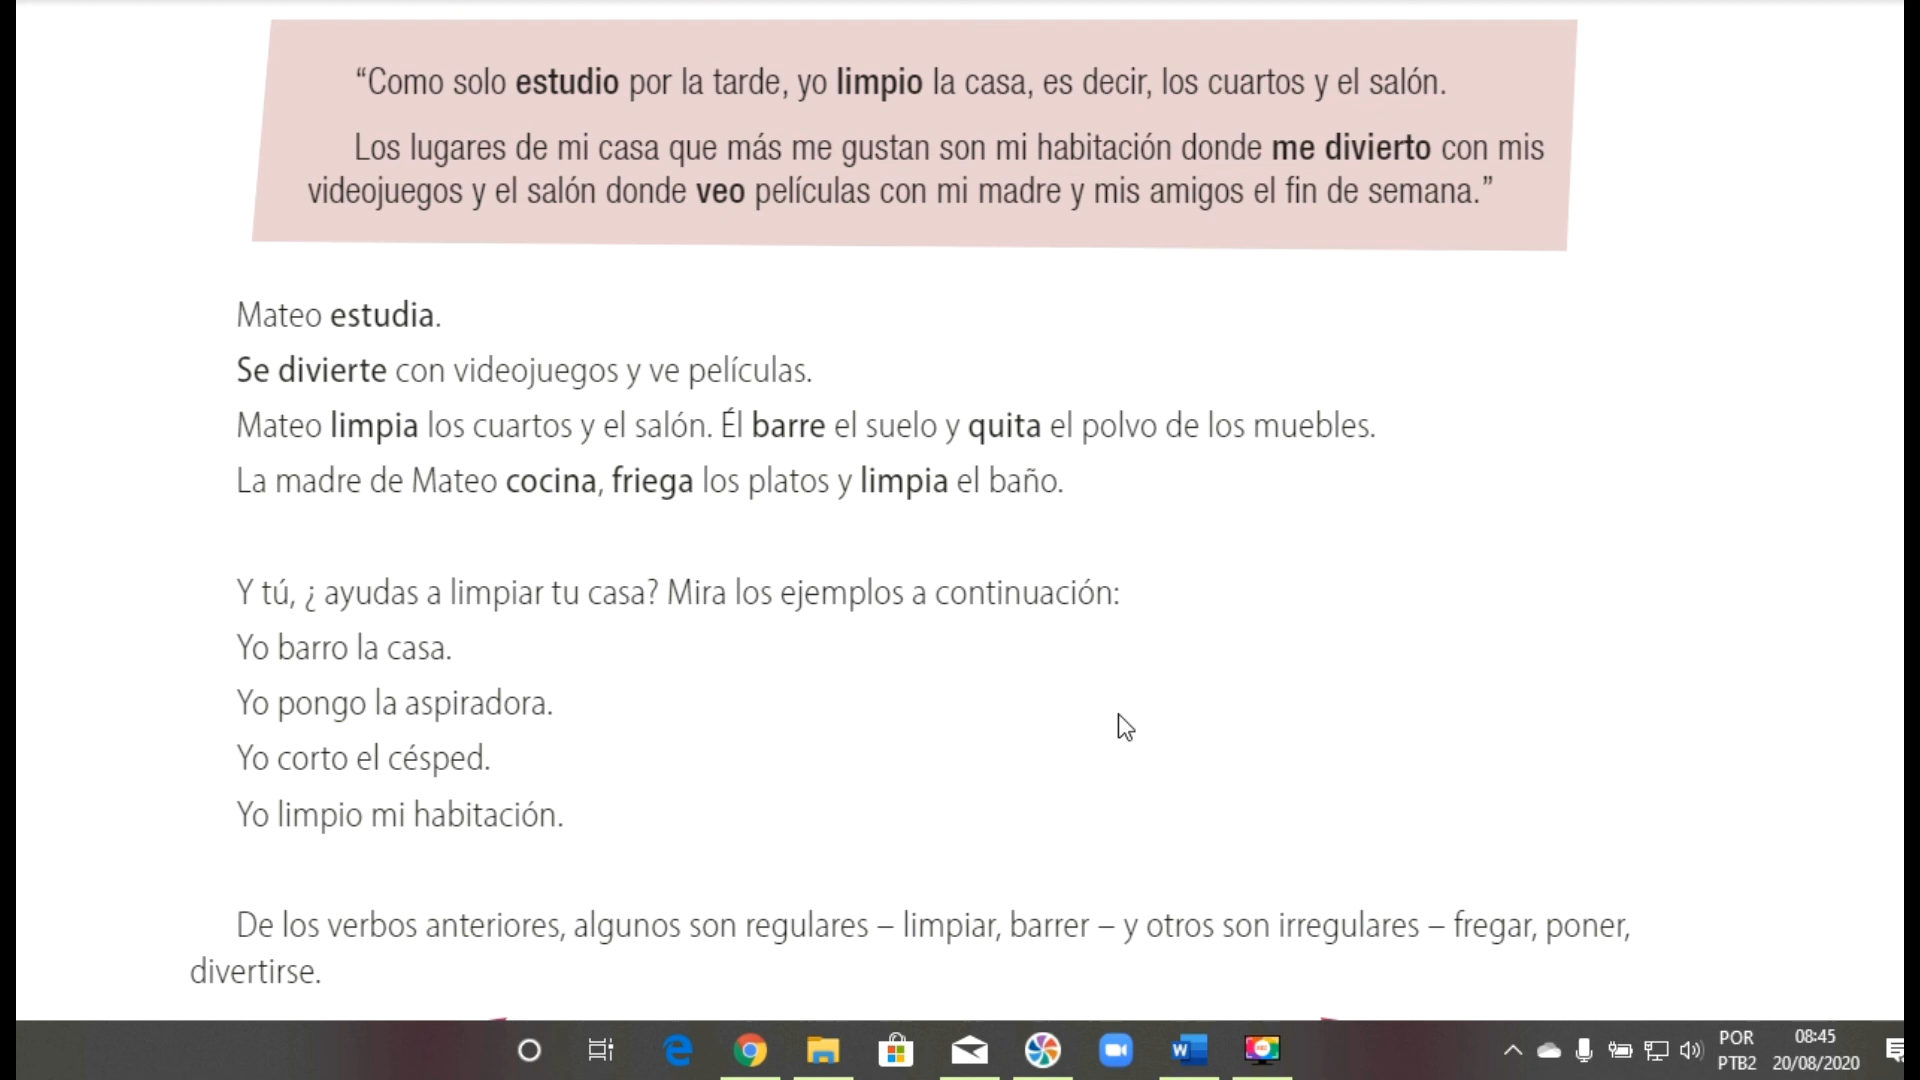 “Como solo estudio por la tarde, yo limpio la casa, es decir, los cuartos y el salón.
Los lugares de mi casa que más me gustan son mi habitación donde me divierto con mis
videojuegos y el salón donde veo películas con mi madre y mis amigos el fin de semana.”
Mateo estudia.
Se divierte con videojuegos y ve películas.
Mateo limpia los cuartos y el salón. Él barre el suelo y quita el polvo de los muebles.
La madre de Mateo cocina, friega los platos y limpia el baño.
Y tú, ¿ ayudas a limpiar tu casa? Mira los ejemplos a continuación:
Yo barro la casa.
Yo pongo la aspiradora.
Yo corto el césped.
Yo limpio mi habitación.
De los verbos anteriores, algunos son regulares – limpiar, barrer – y otros son irregulares – fregar, poner,
divertirse.
POR 08:45
PTB2 20/08/2020